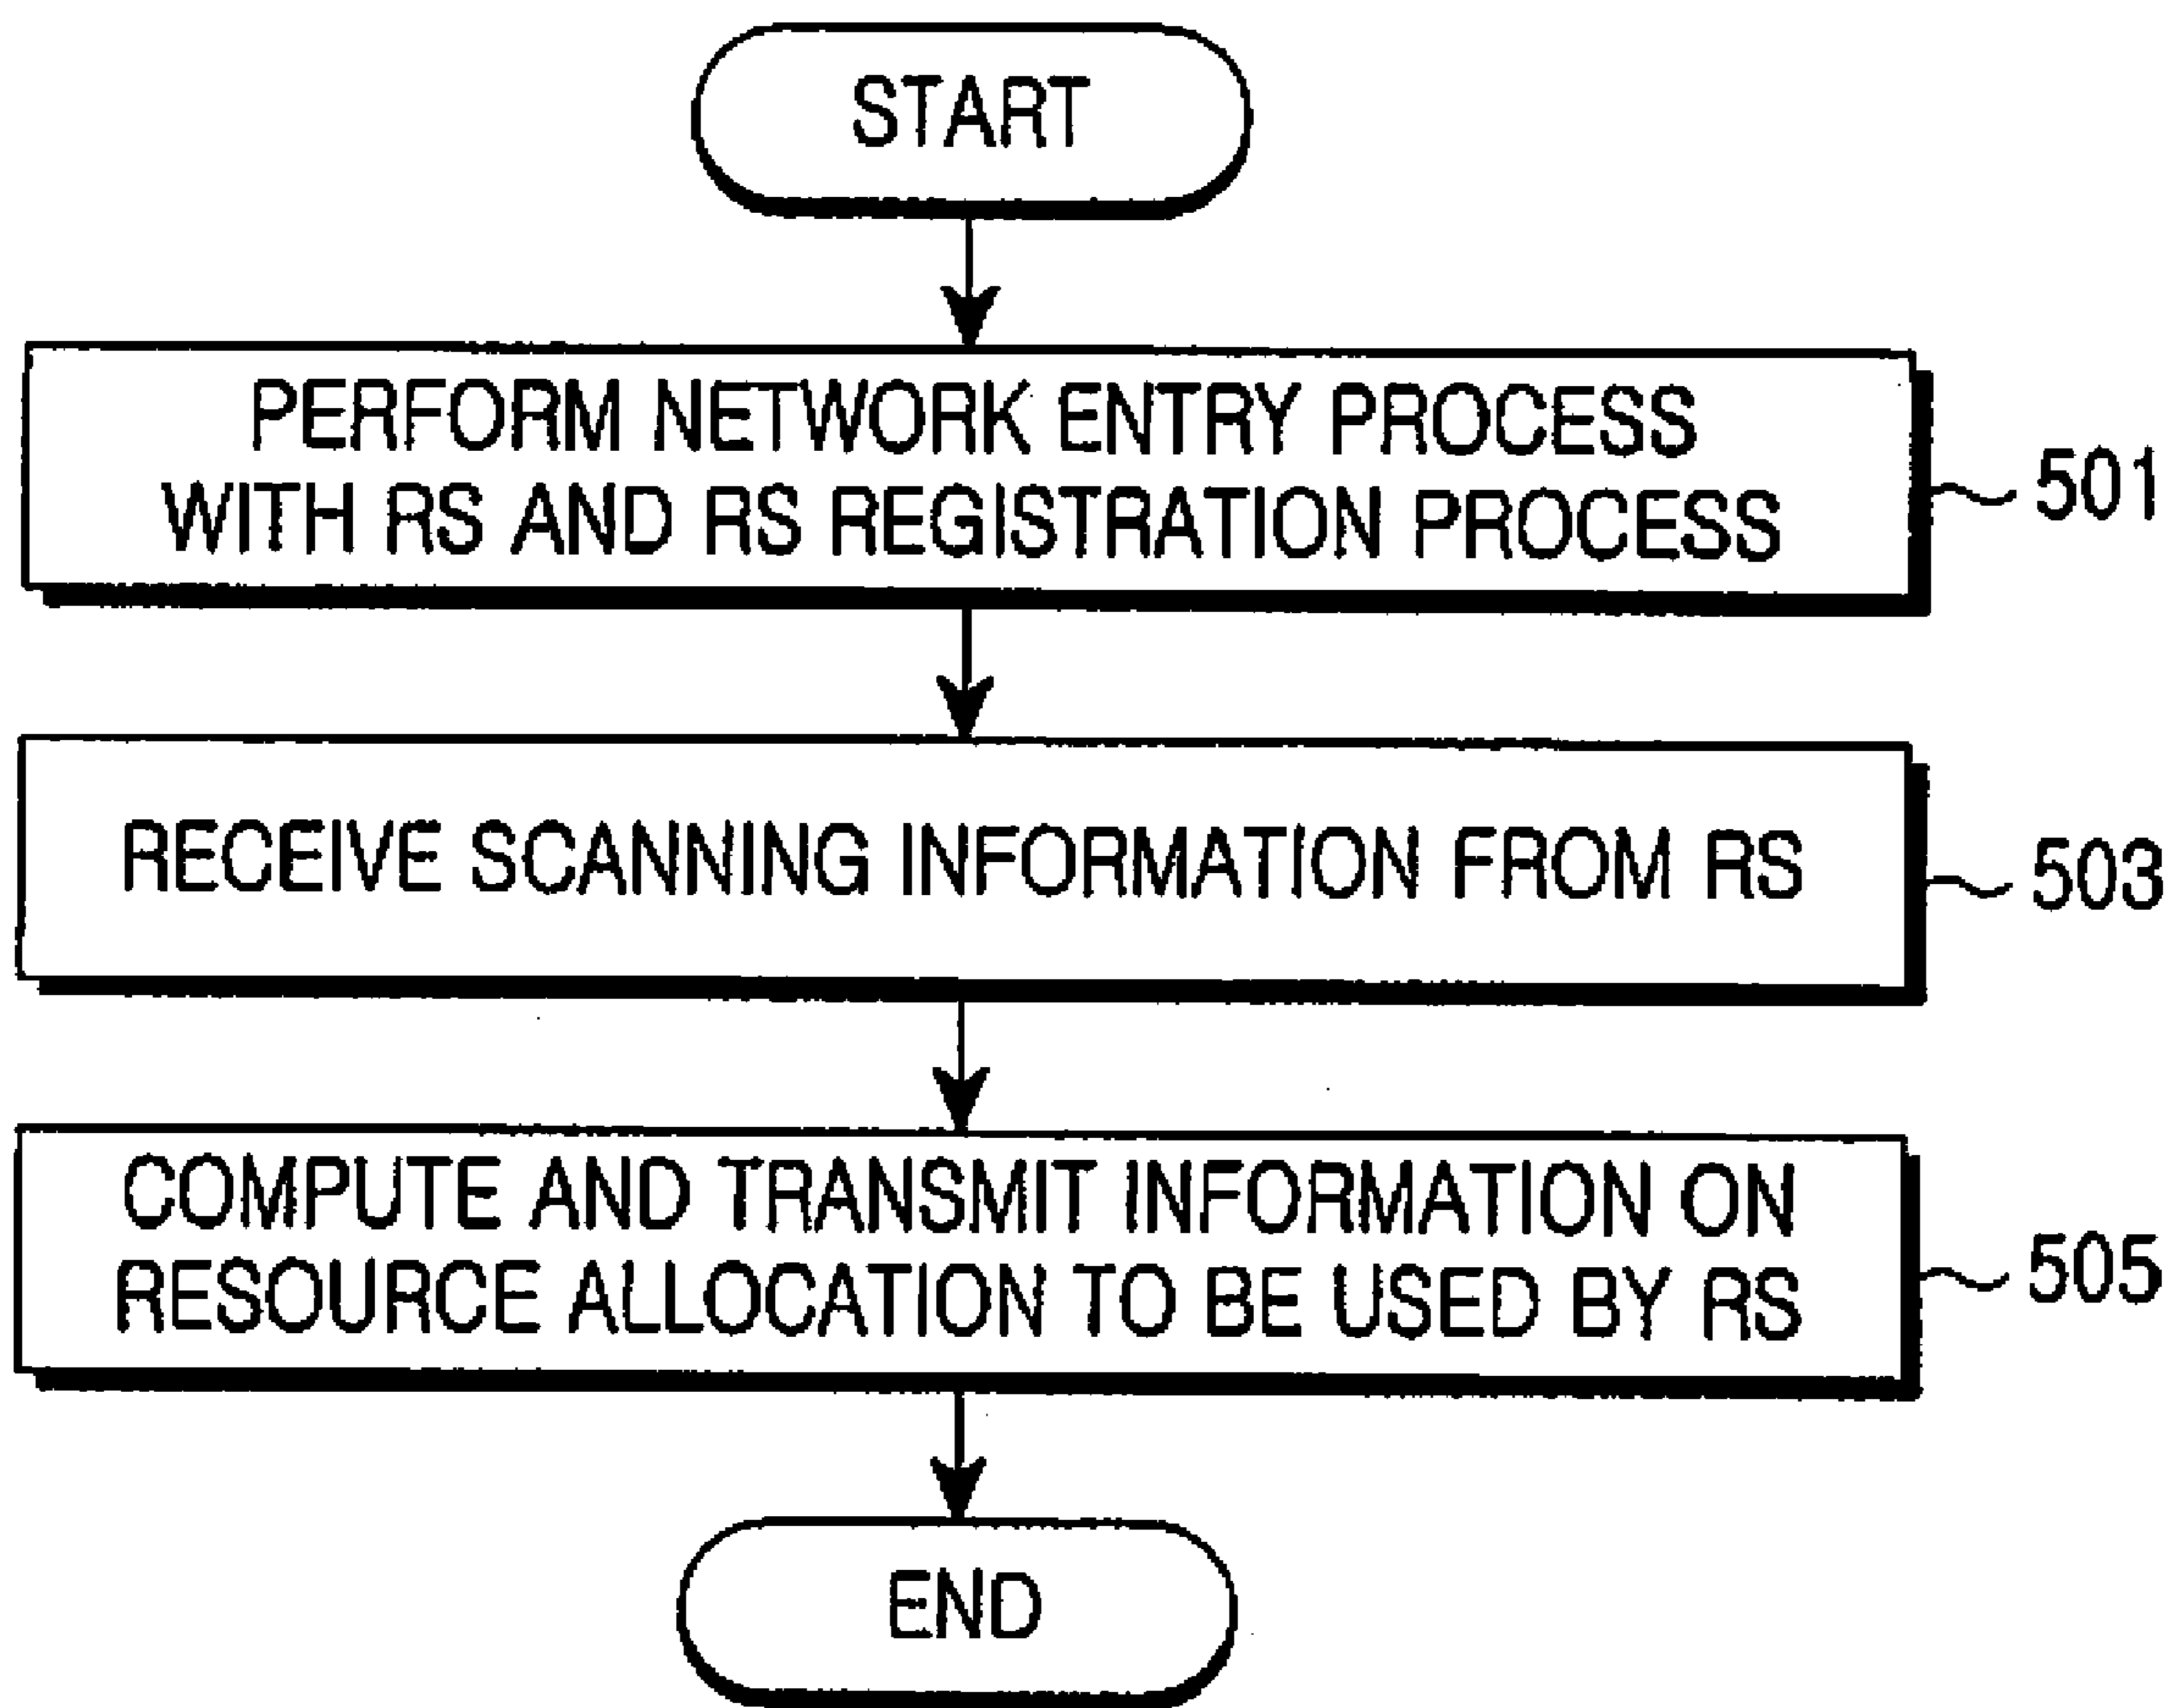 START
PERFORM NETWORK ENTRY PROCESS
WITH RS AND RS REGISTRATION PROCESS
501
RECEIVE SCANNING INFORMATION FROM RS
503
COMPUTE AND TRANSMIT INFORMATION ON
RESOURCE ALLOCATION TO BE USED BY RS
505
END